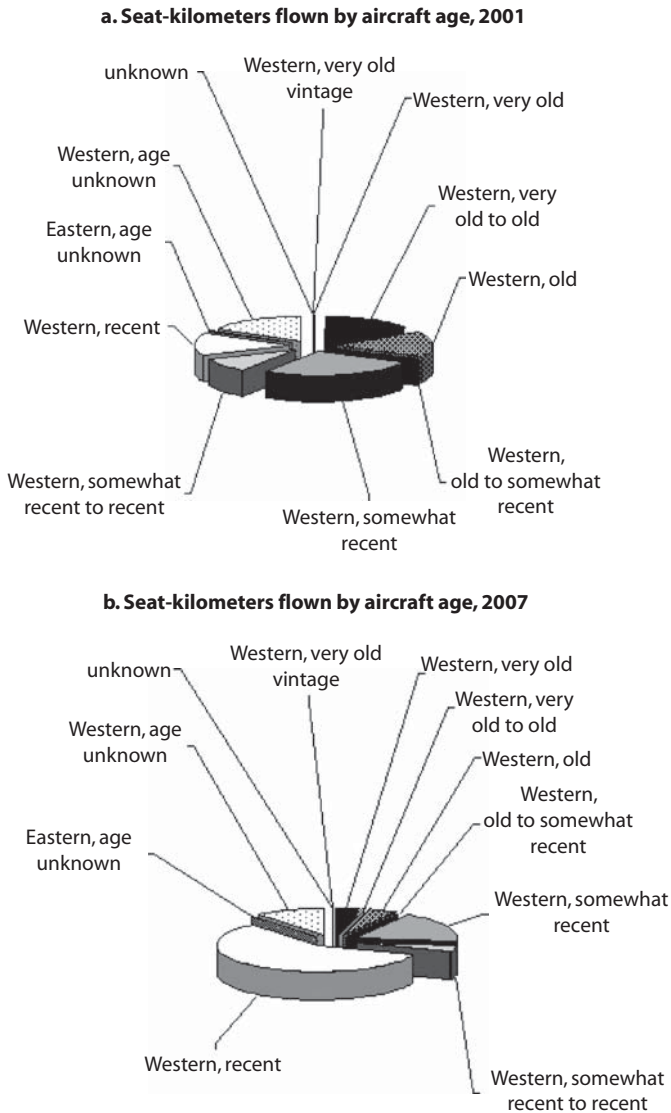 a. Seat-kilometers flown by aircraft age, 2001
unknown
Western, very old
vintage
Western, very old
Western, age
unknown
Western, very
old to old
Eastern, age
unknown
Western, old
Western, recent
Western, somewhat
recent to recent
Western, somewhat
recent
Western,
old to somewhat
recent
b. Seat-kilometers flown by aircraft age, 2007
unknown
Western, very old
vintage
Western, very old
Western, very
old to old
Western, age
unknown
Western, old
Western,
old to somewhat
recent
Eastern, age
unknown
Western, somewhat
recent
Western, recent
Western, somewhat
recent to recent